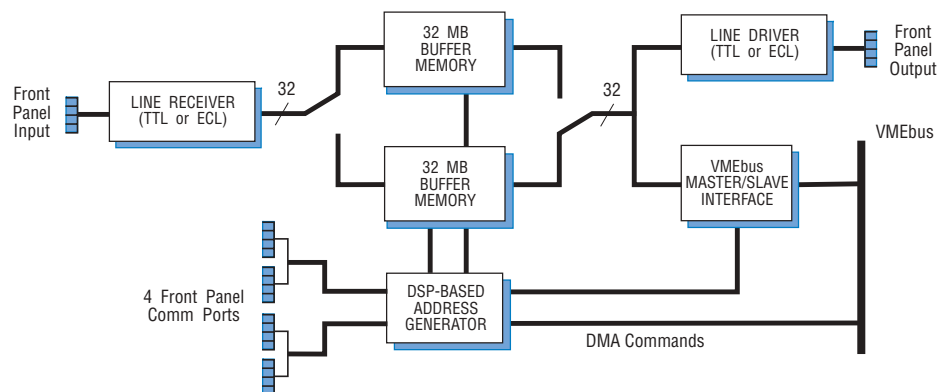 32 MB
BUFFER
MEMORY
LINE DRIVER
(TTL or ECL)
Front
Panel
Output
Front
Panel
Input
LINE RECEIVER
(TTL or ECL)
32
32
VMEbus
32 MB
BUFFER
MEMORY
VMEbus
MASTER/SLAVE
INTERFACE
4 Front Panel
Comm Ports
DSP-BASED
ADDRESS
GENERATOR
DMA Commands